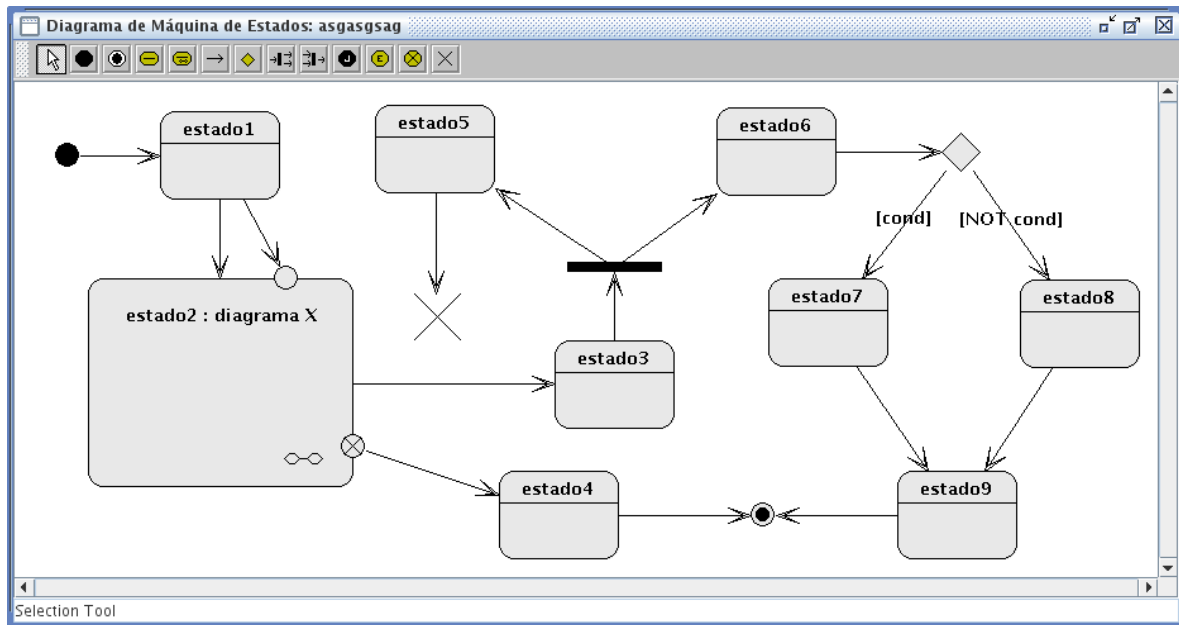 Diagrama de Máquina de Estados: asgasgsag
J
E
estado1
estado5
estado6
[cond]
[NOT cond]
estado2 : diagrama X
estado7
estado8
estado3
estado4
estado9
Selection Tool